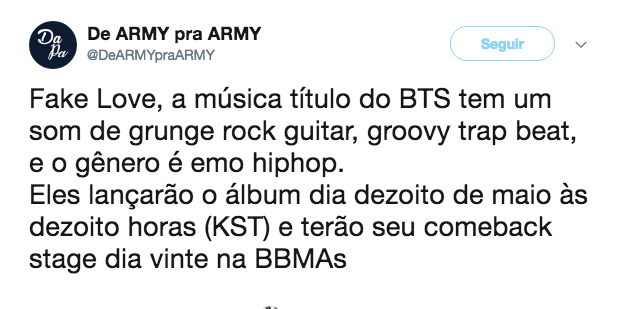 Da
Pa
De ARMY pra ARMY
@DeARMYpraARMY
Seguir
Fake Love, a música título do BTS tem um
som de grunge rock guitar, groovy trap beat,
e o gênero é emo hiphop.
Eles lançarão o álbum dia dezoito de maio às
dezoito horas (KST) e terão seu comeback
stage dia vinte na BBMAs